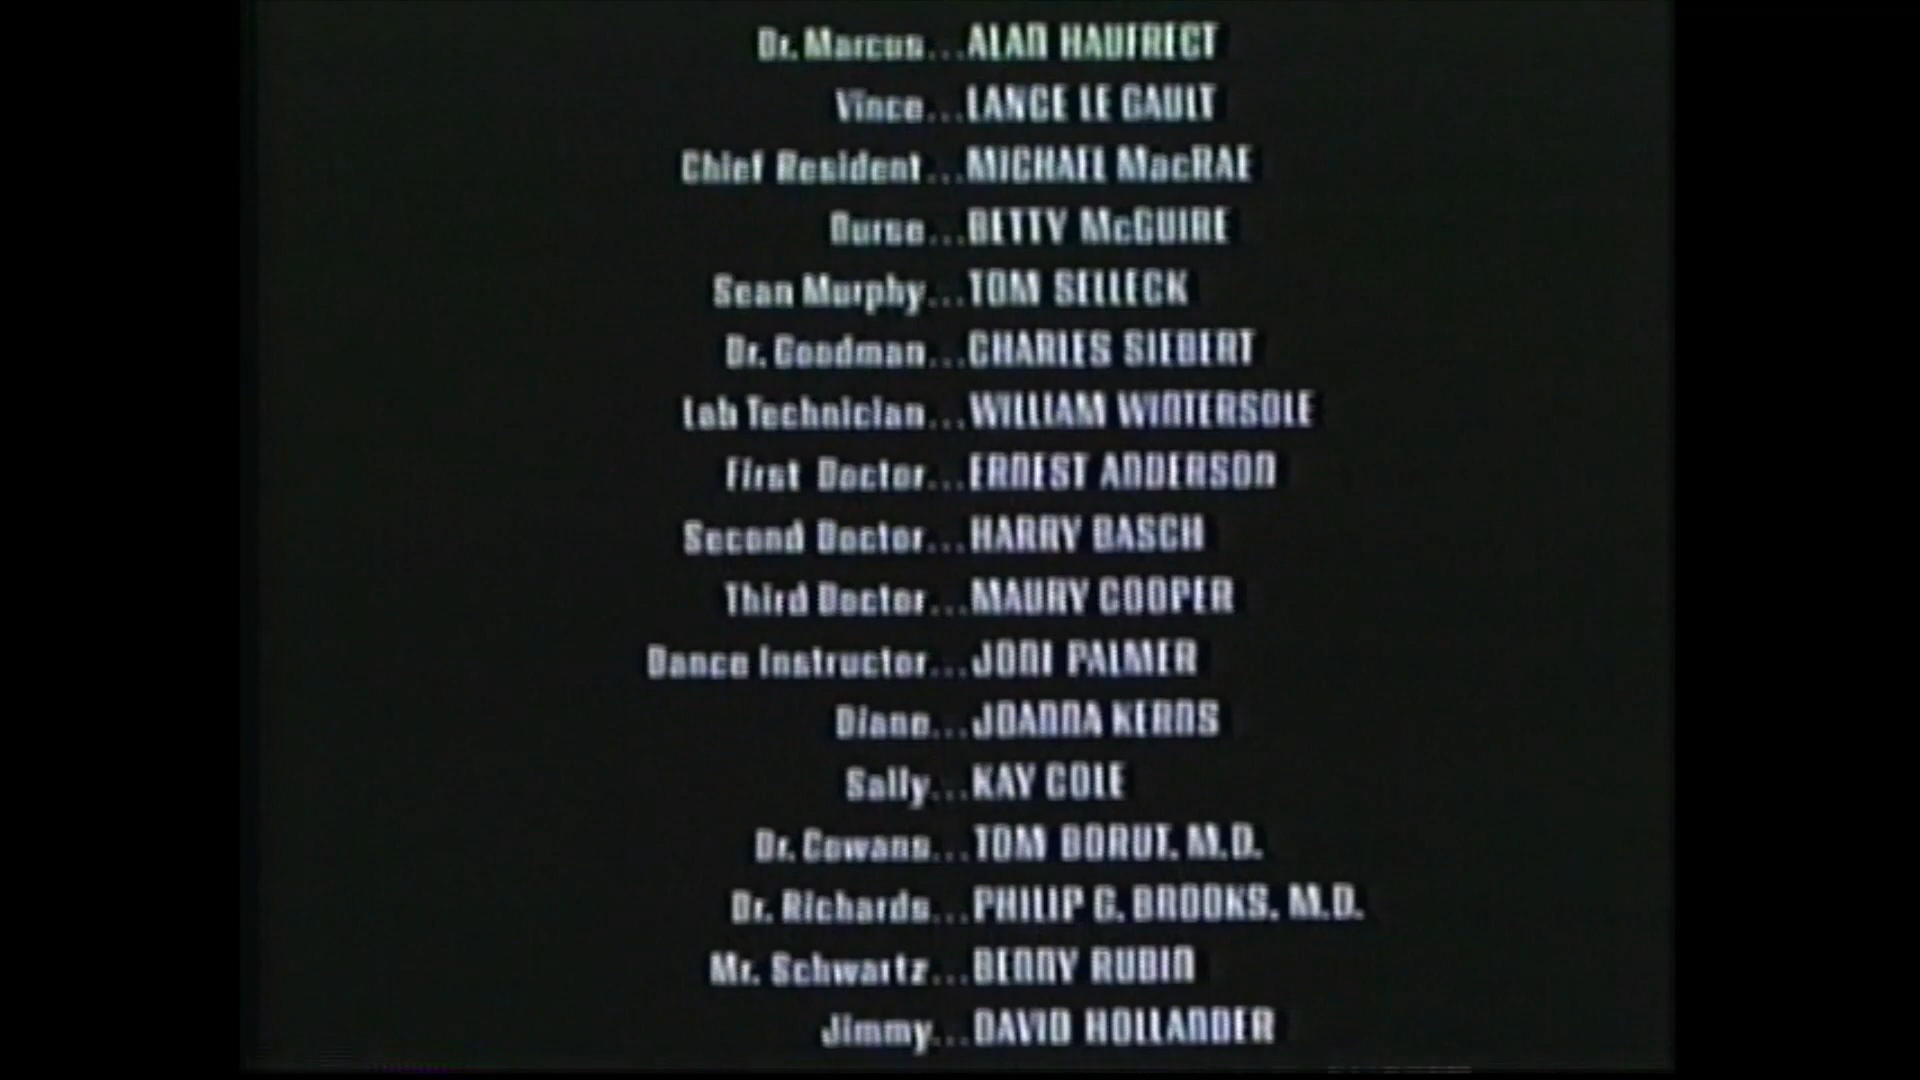 Dr. Marcus...ALAN HAUFRECT
Vince...LANCE LE GAULT
Chief Resident...MICHAEL MacRAE
Nurse...BETTY McGUIRE
Sean Murphy...TOM SELLECK
Dr. Goodman...CHARLES SIEBERT
Lab Technician...WILLIAM WINTERSOLE
First Doctor...ERNEST ANDERSON
Second Doctor...HARRY BASCH
Third Doctor...MAURY COOPER
Dance Instructor...JONI PALMER
Diane...JOANNA KERNS
Sally...KAY COLE
Dr. Cowans...TOM BORUT, M.D.
Dr. Richards...PHILIP G. BROOKS, M.D.
Mr. Schwartz...BENNY RUBIN
Jimmy...DAVID HOLLANDER